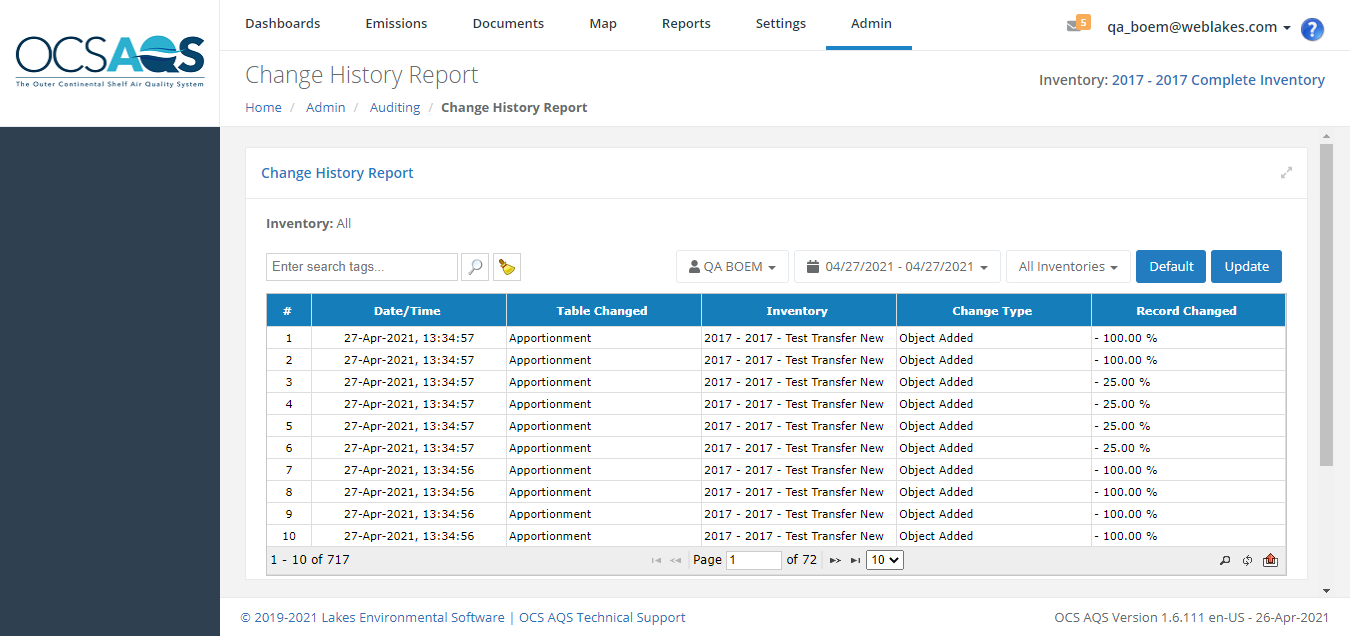 OCSAQS
The Outer Continental Shelf Air Quality System
Dashboards Emissions Documents Map Reports Settings Admin 5 qa_boem@weblakes.com ?
Change History Report
Inventory: 2017 - 2017 Complete Inventory
Home / Admin / Auditing / Change History Report
Change History Report
Inventory: All
Enter search tags... QA BOEM 04/27/2021 - 04/27/2021 All Inventories Default Update
# Date/Time Table Changed Inventory Change Type Record Changed
1 27-Apr-2021, 13:34:57 Apportionment 2017 - 2017 - Test Transfer New Object Added - 100.00 %
2 27-Apr-2021, 13:34:57 Apportionment 2017 - 2017 - Test Transfer New Object Added - 100.00 %
3 27-Apr-2021, 13:34:57 Apportionment 2017 - 2017 - Test Transfer New Object Added - 25.00 %
4 27-Apr-2021, 13:34:57 Apportionment 2017 - 2017 - Test Transfer New Object Added - 25.00 %
5 27-Apr-2021, 13:34:57 Apportionment 2017 - 2017 - Test Transfer New Object Added - 25.00 %
6 27-Apr-2021, 13:34:57 Apportionment 2017 - 2017 - Test Transfer New Object Added - 25.00 %
7 27-Apr-2021, 13:34:56 Apportionment 2017 - 2017 - Test Transfer New Object Added - 100.00 %
8 27-Apr-2021, 13:34:56 Apportionment 2017 - 2017 - Test Transfer New Object Added - 100.00 %
9 27-Apr-2021, 13:34:56 Apportionment 2017 - 2017 - Test Transfer New Object Added - 100.00 %
10 27-Apr-2021, 13:34:56 Apportionment 2017 - 2017 - Test Transfer New Object Added - 100.00 %
1 - 10 of 717 Page 1 of 72 10
© 2019-2021 Lakes Environmental Software | OCS AQS Technical Support OCS AQS Version 1.6.111 en-US - 26-Apr-2021